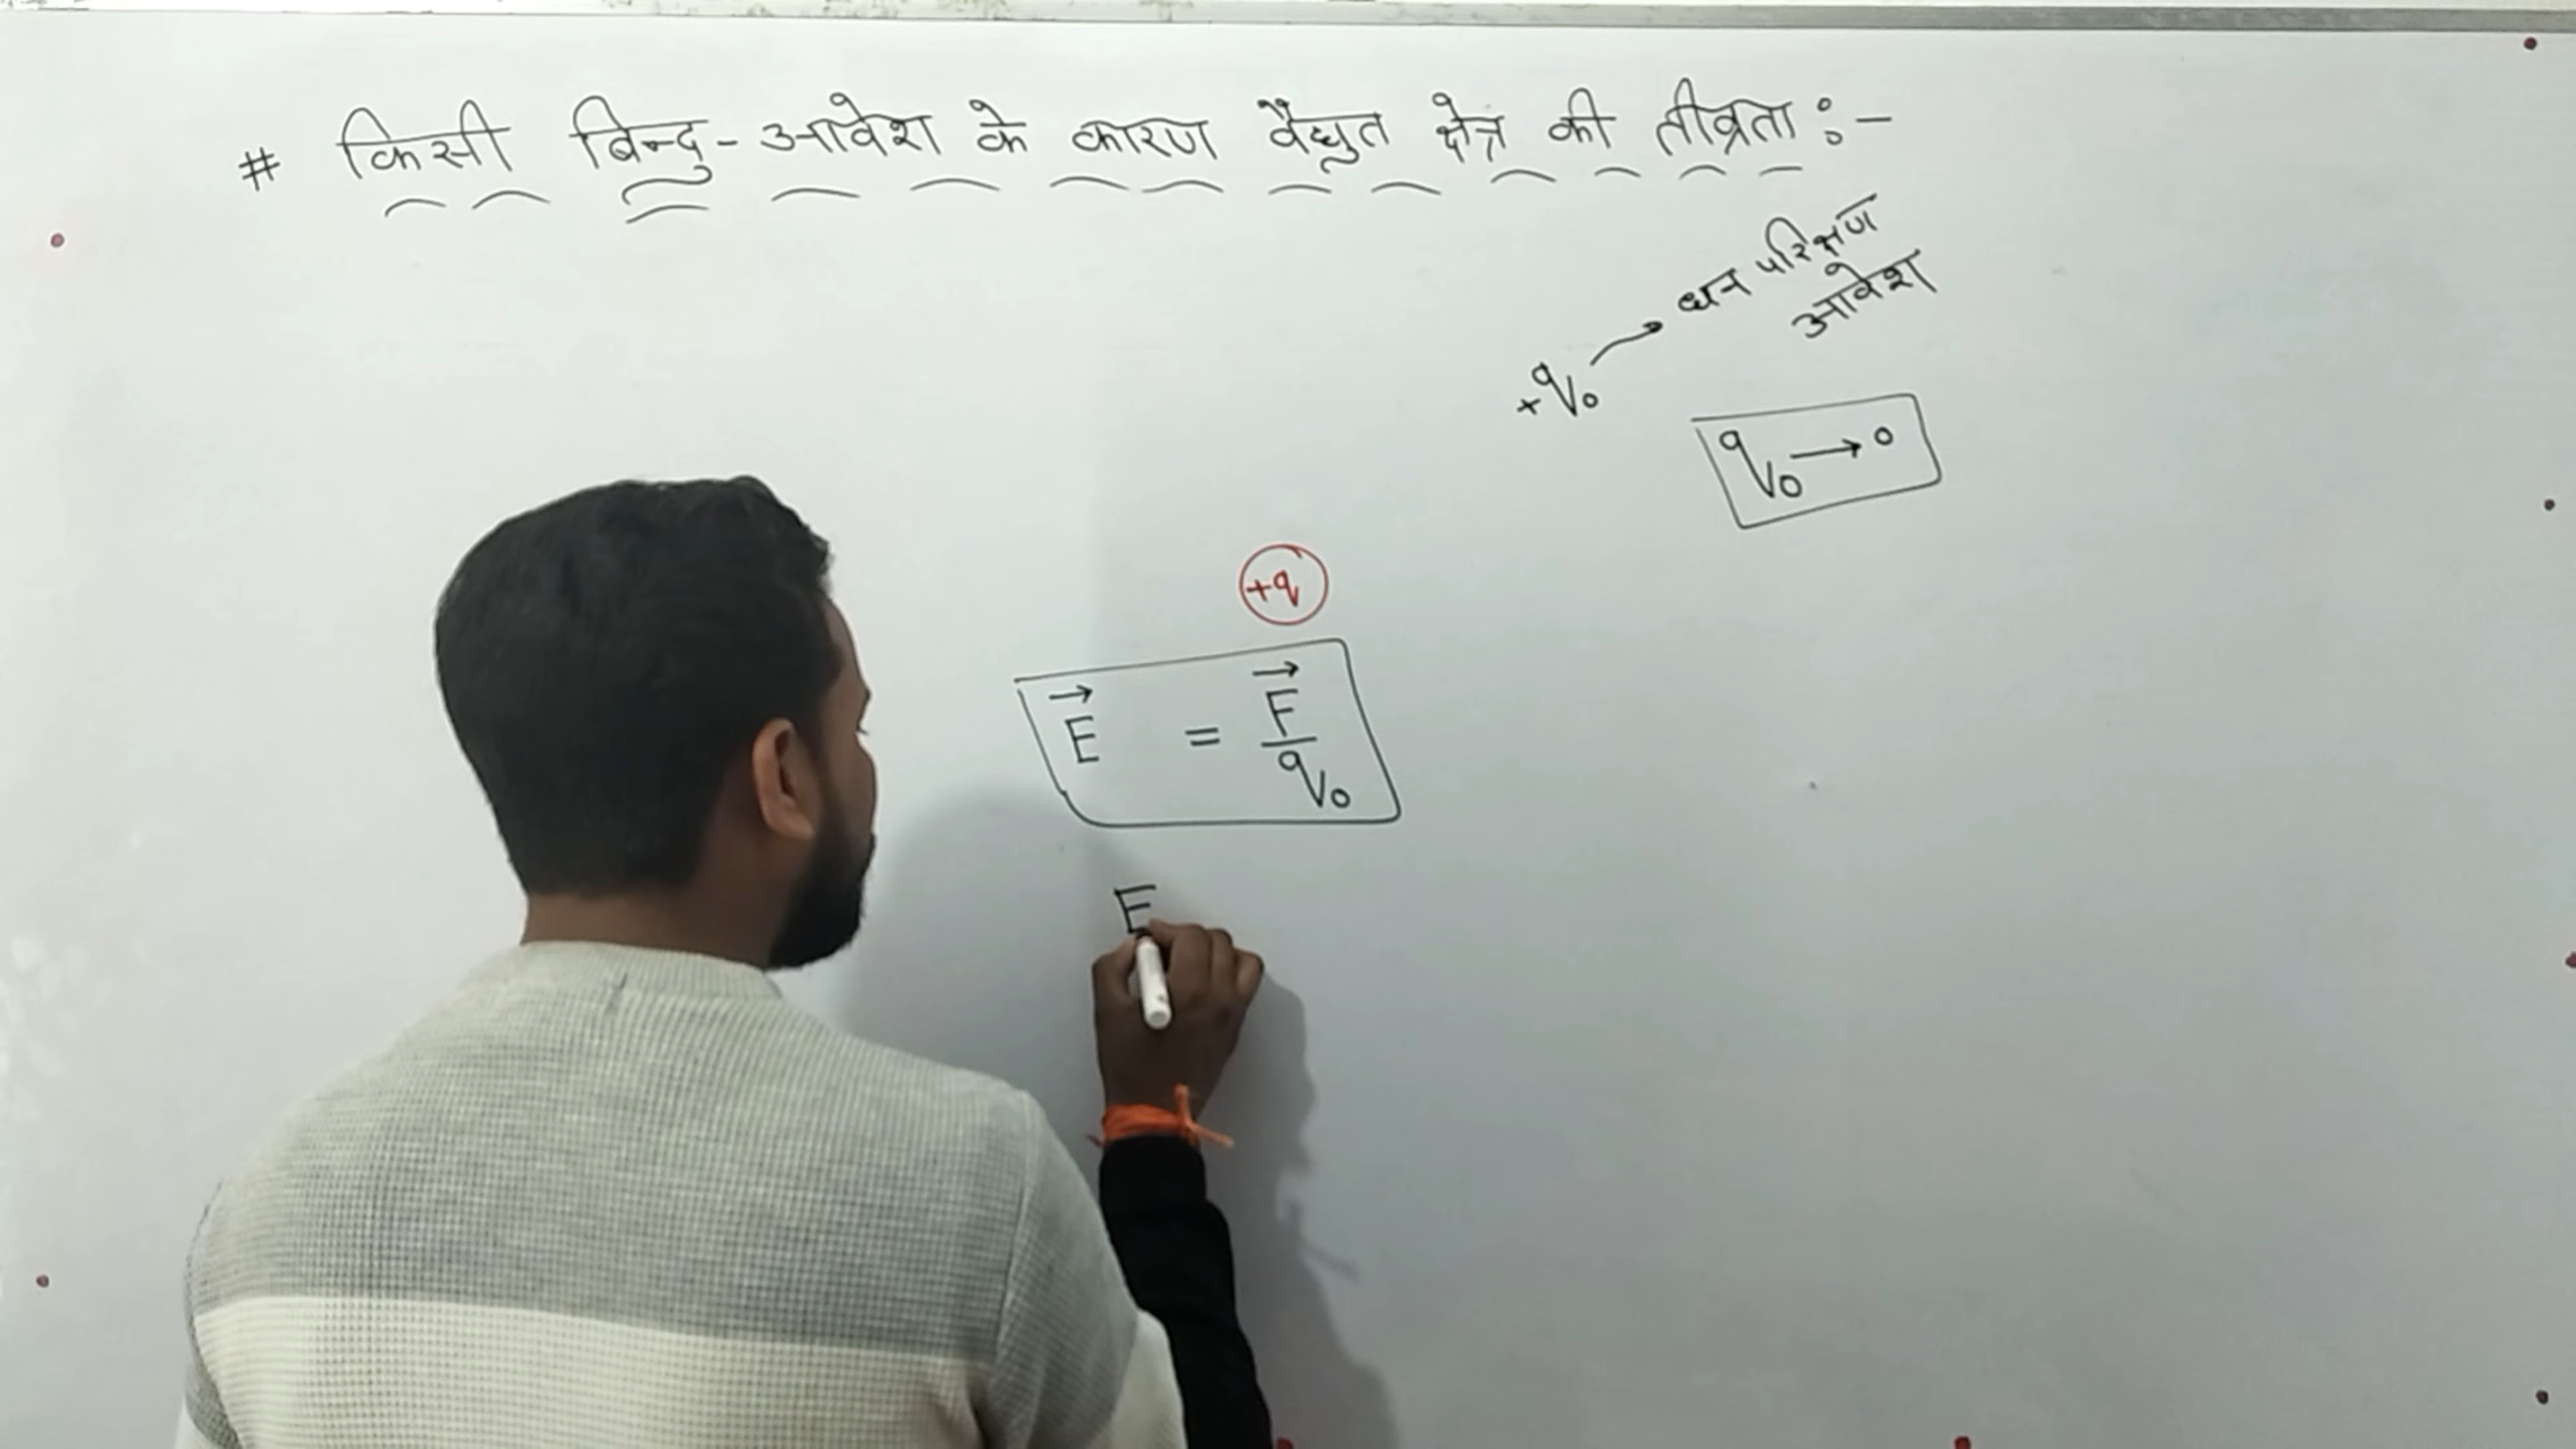 # किसी बिन्दु - आवेश के कारण वैद्युत क्षेत्र की तीव्रता :-
धन परिक्षण
आवेश
+q₀
q₀ → 0
+q
E⃗ = F⃗ / q₀
E